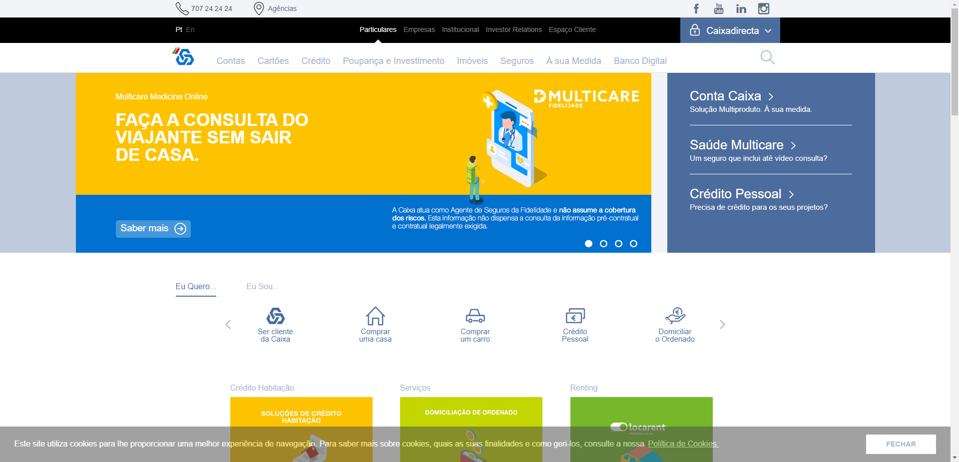 707 24 24 24
Agências
Pt En
Particulares Empresas Institucional Investor Relations Espaço Cliente
Caixadirecta
Contas Cartões Crédito Poupança e Investimento Imóveis Seguros À sua Medida Banco Digital
Multicare Medicina Online
FAÇA A CONSULTA DO
VIAJANTE SEM SAIR
DE CASA.
MULTICARE
FIDELIDADE
A Caixa atua como Agente de Seguros da Fidelidade e não assume a cobertura
dos riscos. Esta informação não dispensa a consulta da informação pré-contratual
e contratual legalmente exigida.
Saber mais
Conta Caixa
Solução Multiproduto. À sua medida.
Saúde Multicare
Um seguro que inclui até vídeo consulta?
Crédito Pessoal
Precisa de crédito para os seus projetos?
Eu Quero...
Eu Sou...
Ser cliente
da Caixa
Comprar
uma casa
Comprar
um carro
Crédito
Pessoal
Domiciliar
o Ordenado
Crédito Habitação
Serviços
Renting
SOLUÇÕES DE CRÉDITO
HABITAÇÃO
DOMICILIAÇÃO DE ORDENADO
locarent
Este site utiliza cookies para lhe proporcionar uma melhor experiência de navegação. Para saber mais sobre cookies, quais as suas finalidades e como geri-los, consulte a nossa Política de Cookies.
FECHAR